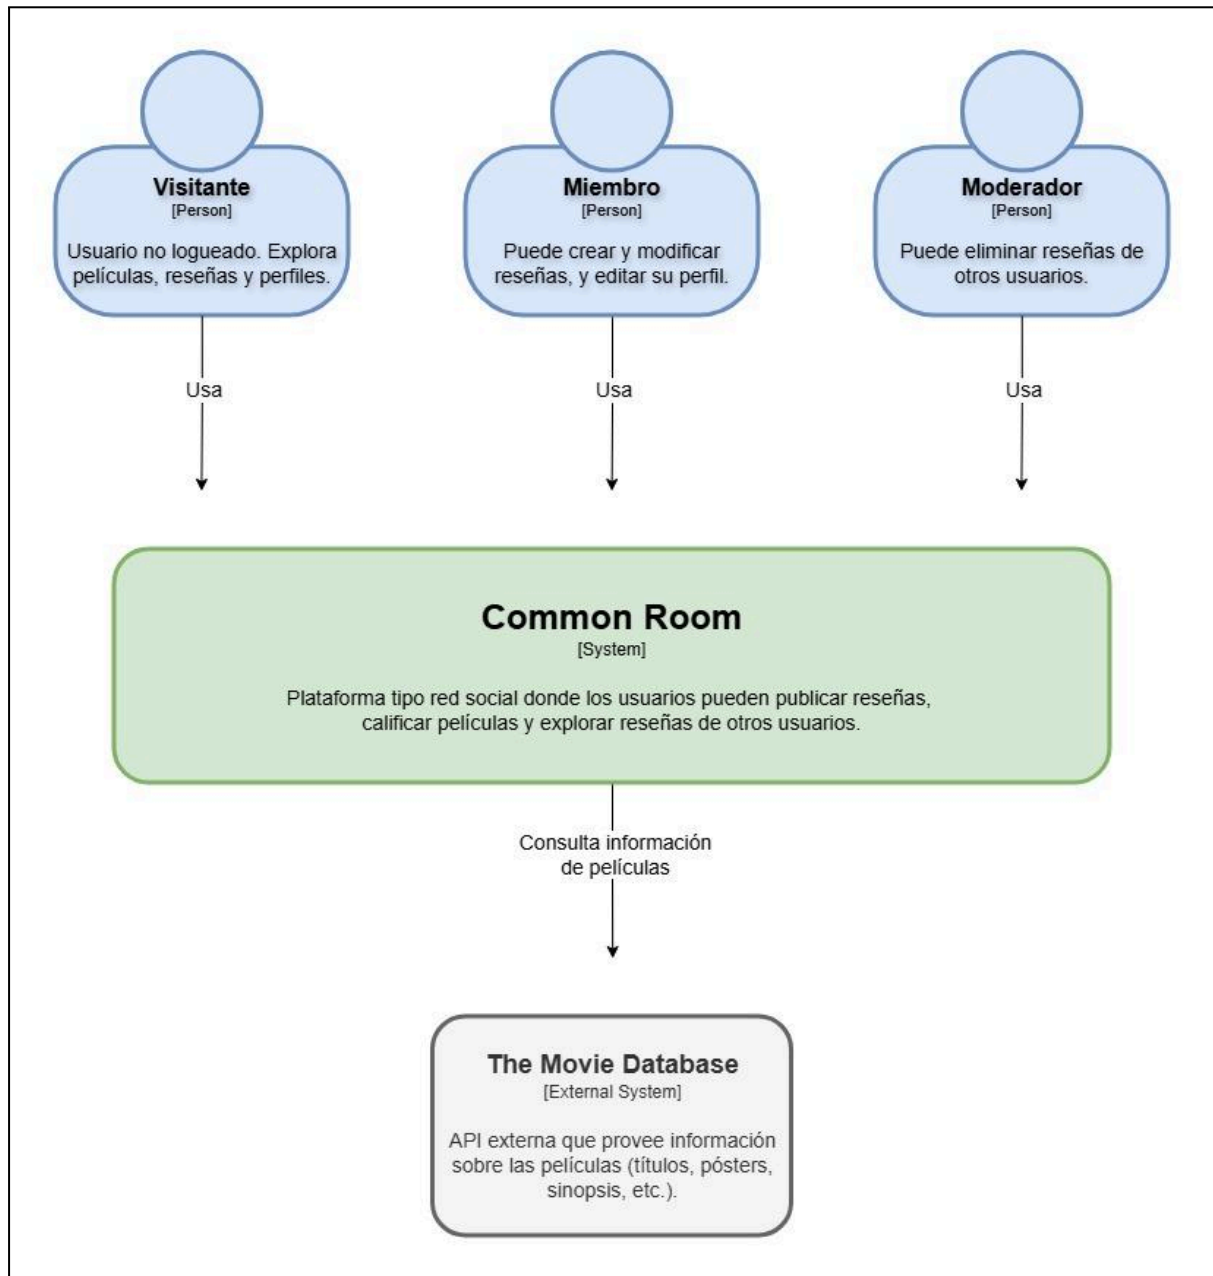 Visitante
[Person]
Usuario no logueado. Explora
películas, reseñas y perfiles.
Miembro
[Person]
Puede crear y modificar
reseñas, y editar su perfil.
Moderador
[Person]
Puede eliminar reseñas de
otros usuarios.
Usa
Usa
Usa
Common Room
[System]
Plataforma tipo red social donde los usuarios pueden publicar reseñas,
calificar películas y explorar reseñas de otros usuarios.
Consulta información
de películas
The Movie Database
[External System]
API externa que provee información
sobre las películas (títulos, pósters,
sinopsis, etc.).